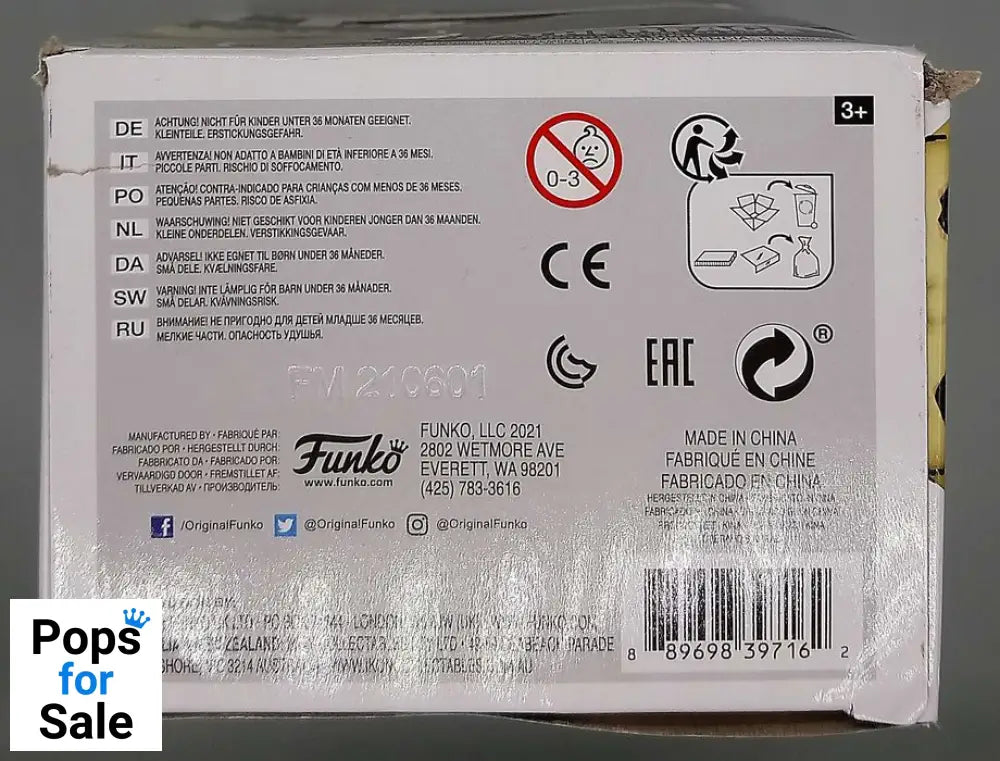 3+
DE ACHTUNG! NICHT FÜR KINDER UNTER 36 MONATEN GEEIGNET.
KLEINTEILE. ERSTICKUNGSGEFAHR.
IT AVVERTENZA! NON ADATTO A BAMBINI DI ETÀ INFERIORE A 36 MESI.
PICCOLE PARTI. RISCHIO DI SOFFOCAMENTO.
PO ATENÇÃO! CONTRA-INDICADO PARA CRIANÇAS COM MENOS DE 36 MESES.
PEQUENAS PARTES. RISCO DE ASFIXIA.
NL WAARSCHUWING! NIET GESCHIKT VOOR KINDEREN JONGER DAN 36 MAANDEN.
KLEINE ONDERDELEN. VERSTIKKINGSGEVAAR.
DA ADVARSEL! IKKE EGNET TIL BØRN UNDER 36 MÅNEDER.
SMÅ DELE. KVÆLNINGSFARE.
SW VARNING! INTE LÄMPLIG FÖR BARN UNDER 36 MÅNADER.
SMÅ DELAR. KVÄVNINGSRISK.
RU ВНИМАНИЕ! НЕ ПРИГОДНО ДЛЯ ДЕТЕЙ МЛАДШЕ 36 МЕСЯЦЕВ.
МЕЛКИЕ ЧАСТИ. ОПАСНОСТЬ УДУШЬЯ.
0-3
CE
EAC
®
FM 210601
MANUFACTURED BY • FABRIQUÉ PAR:
FABRICADO POR • HERGESTELLT DURCH:
FABBRICATO DA • FABRICADO POR:
VERVAARDIGD DOOR • FREMSTILLET AF:
TILLVERKAD AV • ПРОИЗВОДИТЕЛЬ:
Funko
www.funko.com
FUNKO, LLC 2021
2802 WETMORE AVE
EVERETT, WA 98201
(425) 783-3616
MADE IN CHINA
FABRIQUÉ EN CHINE
FABRICADO EN CHINA
/OriginalFunko @OriginalFunko @OriginalFunko
LTD • PO LONDON
ZEALAND PARADE
3214
8 89698 39716 2
Pops
for
Sale